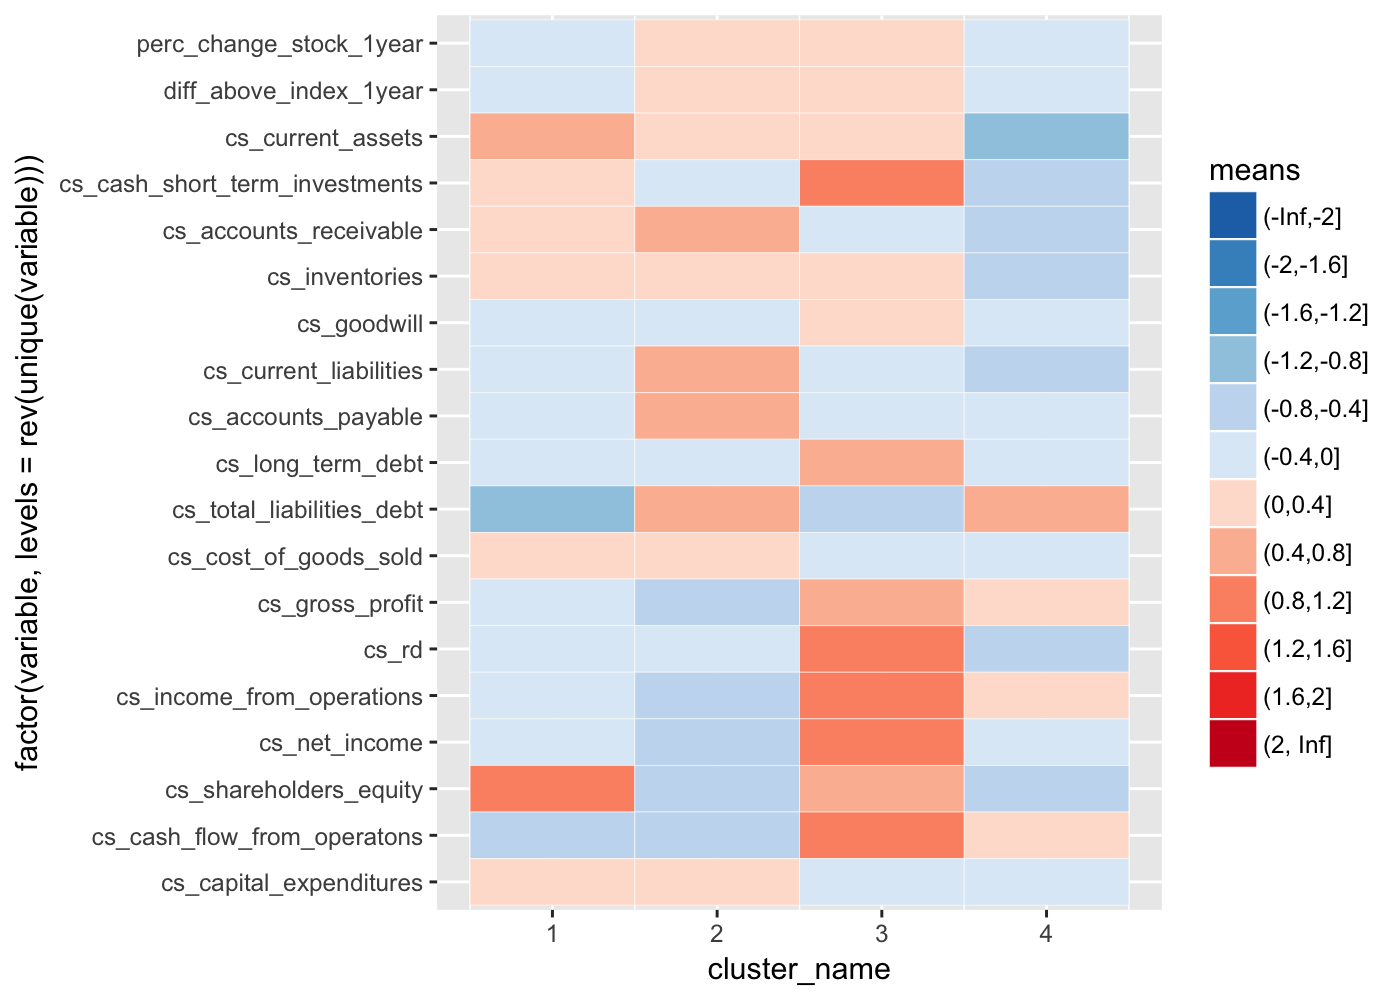 factor(variable, levels = rev(unique(variable)))
perc_change_stock_1year
diff_above_index_1year
cs_current_assets
cs_cash_short_term_investments
cs_accounts_receivable
cs_inventories
cs_goodwill
cs_current_liabilities
cs_accounts_payable
cs_long_term_debt
cs_total_liabilities_debt
cs_cost_of_goods_sold
cs_gross_profit
cs_rd
cs_income_from_operations
cs_net_income
cs_shareholders_equity
cs_cash_flow_from_operatons
cs_capital_expenditures
1 2 3 4
cluster_name
means
(-Inf,-2]
(-2,-1.6]
(-1.6,-1.2]
(-1.2,-0.8]
(-0.8,-0.4]
(-0.4,0]
(0,0.4]
(0.4,0.8]
(0.8,1.2]
(1.2,1.6]
(1.6,2]
(2, Inf]